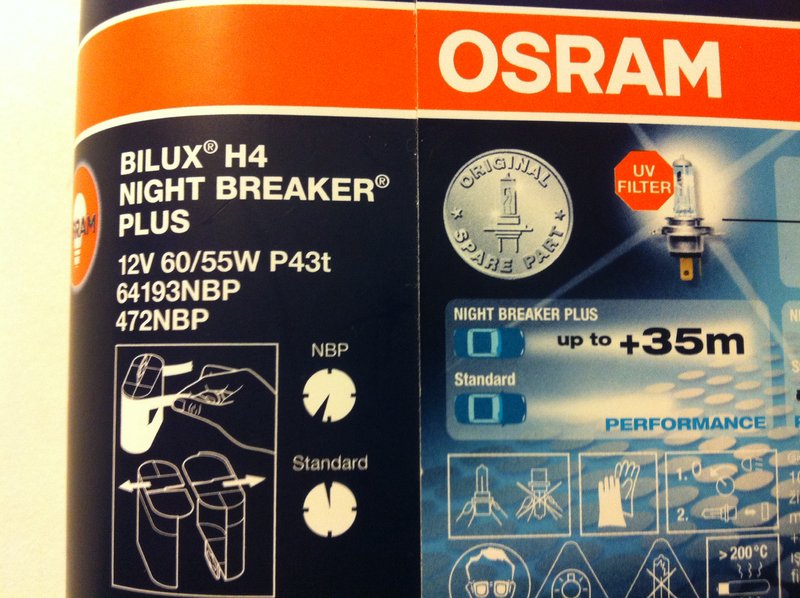 OSRAM
BILUX® H4
NIGHT BREAKER®
PLUS
12V 60/55W P43t
64193NBP
472NBP
NBP
Standard
OSRAM
ORIGINAL
SPARE PART
UV
FILTER
NIGHT BREAKER PLUS
up to +35m
Standard
PERFORMANCE
1.
2.
>200°C